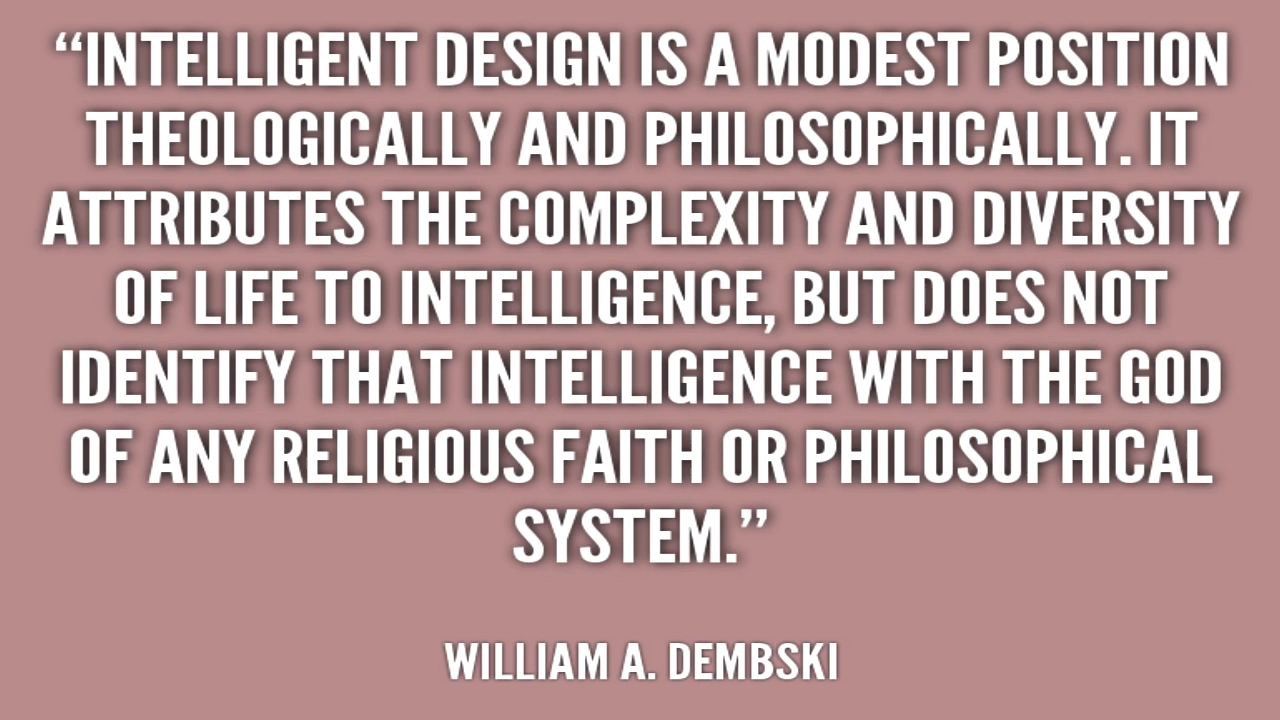 “INTELLIGENT DESIGN IS A MODEST POSITION
THEOLOGICALLY AND PHILOSOPHICALLY. IT
ATTRIBUTES THE COMPLEXITY AND DIVERSITY
OF LIFE TO INTELLIGENCE, BUT DOES NOT
IDENTIFY THAT INTELLIGENCE WITH THE GOD
OF ANY RELIGIOUS FAITH OR PHILOSOPHICAL
SYSTEM.”
WILLIAM A. DEMBSKI